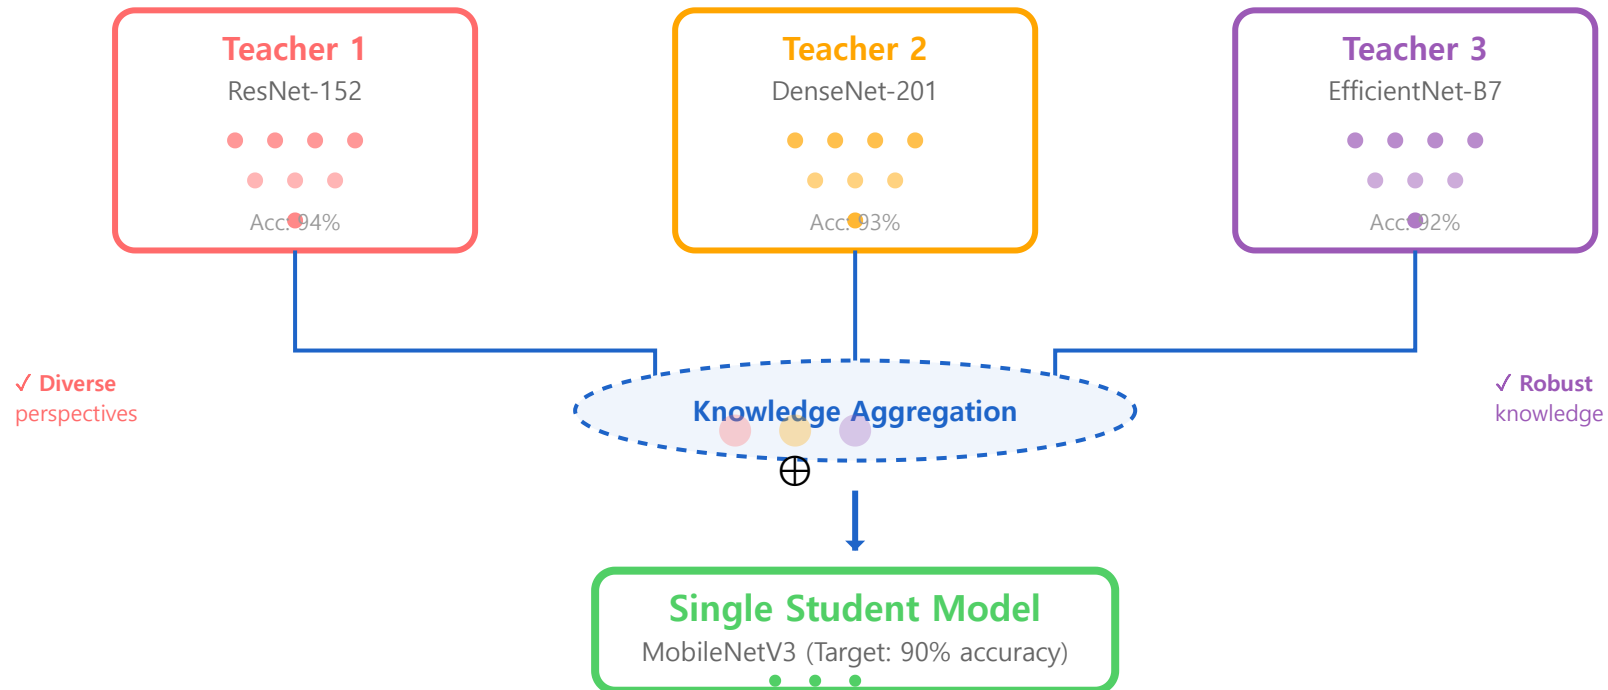 Teacher 1
ResNet-152
Acc: 94%
Teacher 2
DenseNet-201
Acc: 93%
Teacher 3
EfficientNet-B7
Acc: 92%
✓ Diverse
perspectives
Knowledge Aggregation
✓ Robust
knowledge
Single Student Model
MobileNetV3 (Target: 90% accuracy)